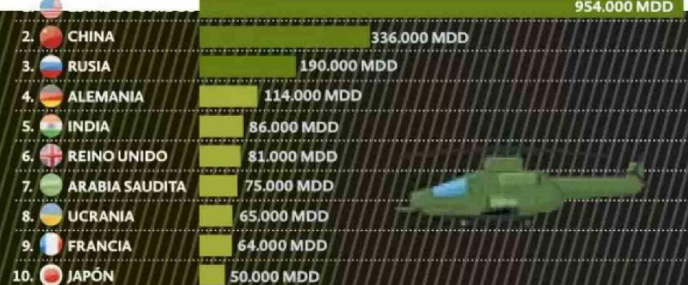 954.000 MDD
2. CHINA 336.000 MDD
3. RUSIA 190.000 MDD
4. ALEMANIA 114.000 MDD
5. INDIA 86.000 MDD
6. REINO UNIDO 81.000 MDD
7. ARABIA SAUDITA 75.000 MDD
8. UCRANIA 65.000 MDD
9. FRANCIA 64.000 MDD
10. JAPÓN 50.000 MDD